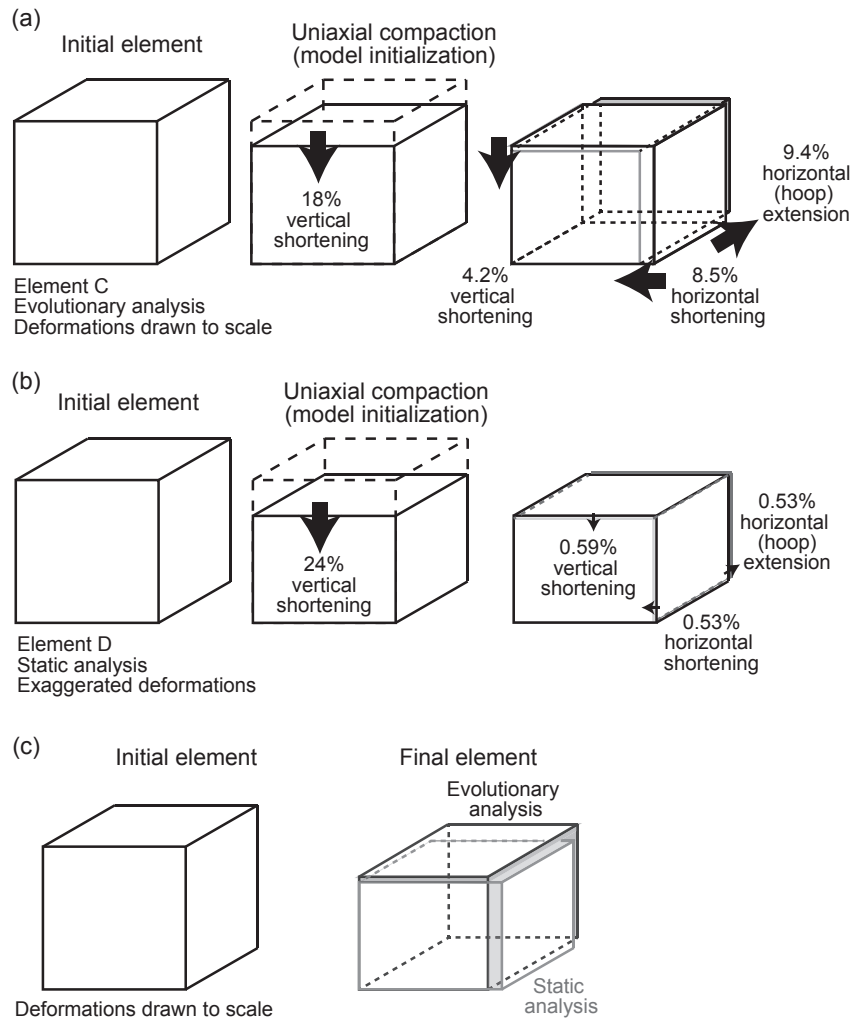 (a)
Initial element
Uniaxial compaction
(model initialization)
18%
vertical
shortening
9.4%
horizontal
(hoop)
extension
4.2%
vertical
shortening
8.5%
horizontal
shortening
Element C
Evolutionary analysis
Deformations drawn to scale
(b)
Initial element
Uniaxial compaction
(model initialization)
24%
vertical
shortening
0.59%
vertical
shortening
0.53%
horizontal
(hoop)
extension
0.53%
horizontal
shortening
Element D
Static analysis
Exaggerated deformations
(c)
Initial element
Final element
Evolutionary
analysis
Static
analysis
Deformations drawn to scale